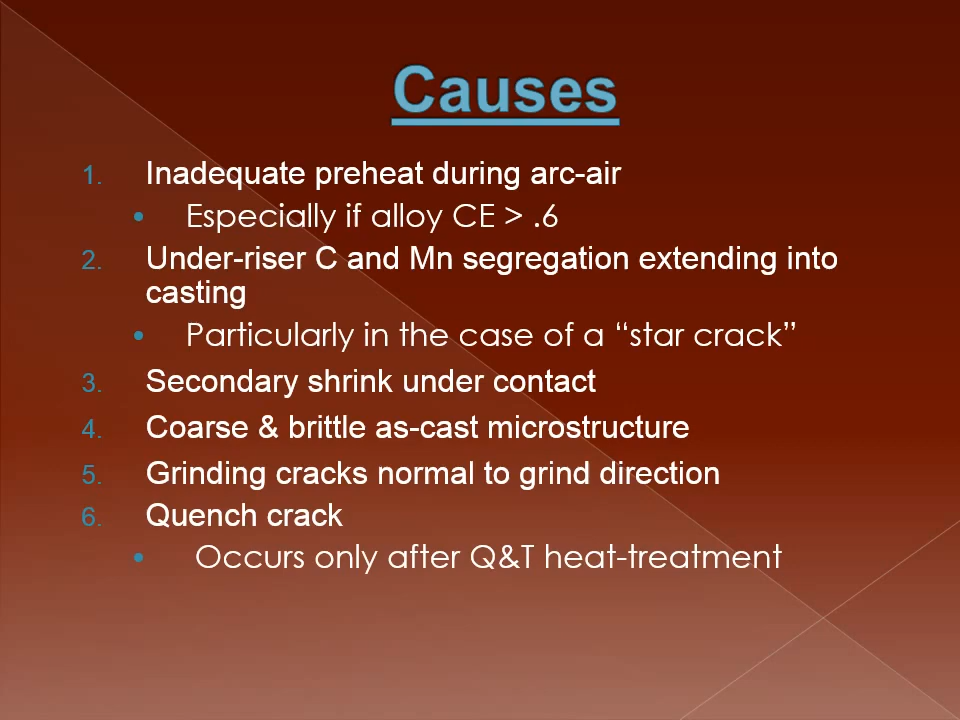 Causes
1. Inadequate preheat during arc-air
• Especially if alloy CE > .6
2. Under-riser C and Mn segregation extending into
casting
• Particularly in the case of a “star crack”
3. Secondary shrink under contact
4. Coarse & brittle as-cast microstructure
5. Grinding cracks normal to grind direction
6. Quench crack
• Occurs only after Q&T heat-treatment